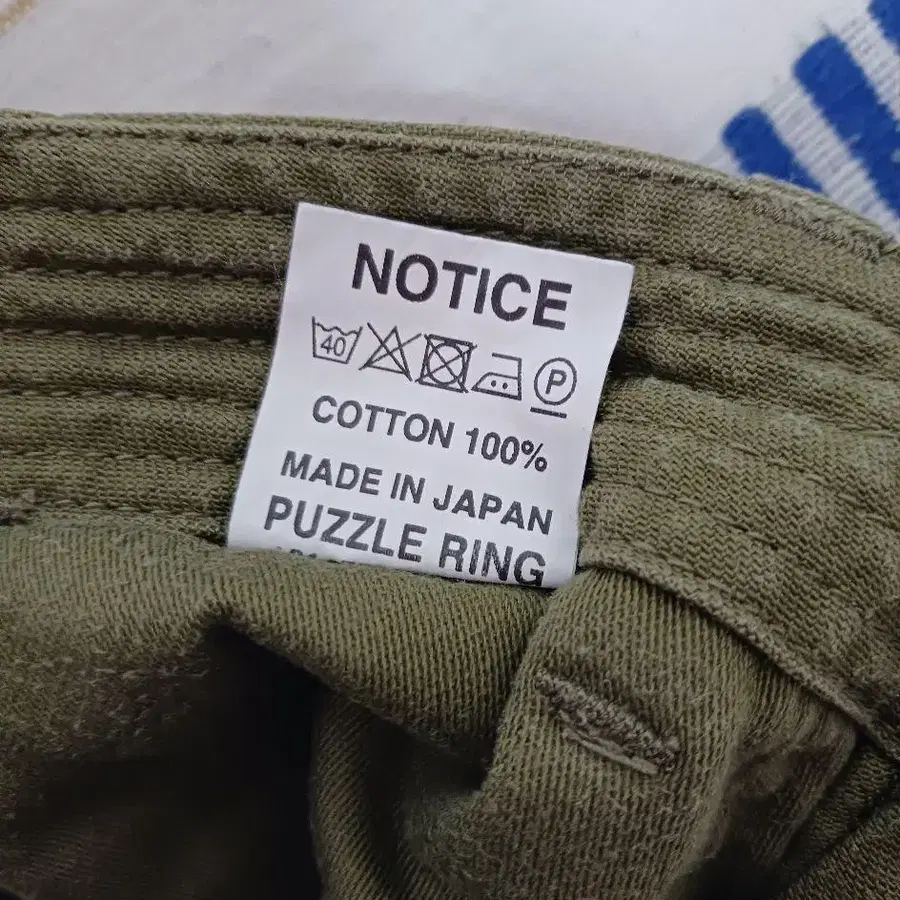 NOTICE
40 P
COTTON 100%
MADE IN JAPAN
PUZZLE RING